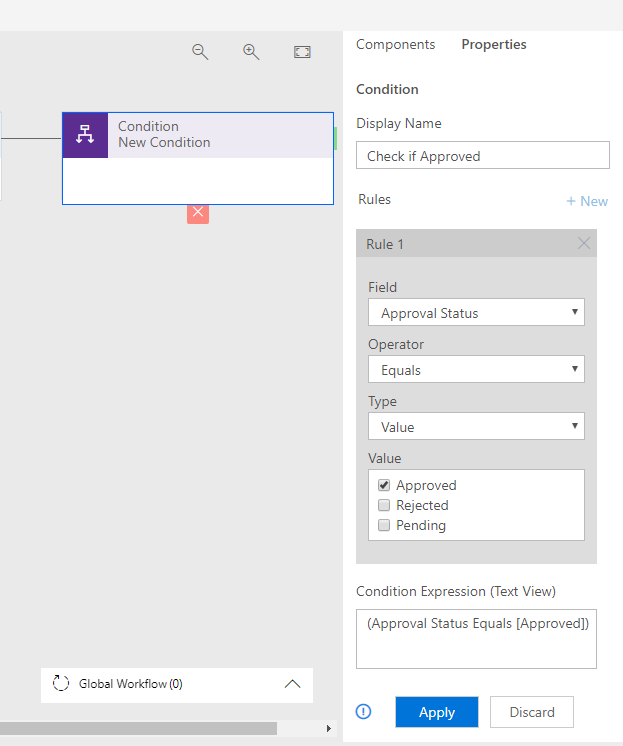 Components Properties
Condition
Display Name
Check if Approved
Rules + New
Rule 1
Field
Approval Status
Operator
Equals
Type
Value
Value
Approved
Rejected
Pending
Condition Expression (Text View)
(Approval Status Equals [Approved])
Apply Discard
Condition
New Condition
Global Workflow (0)